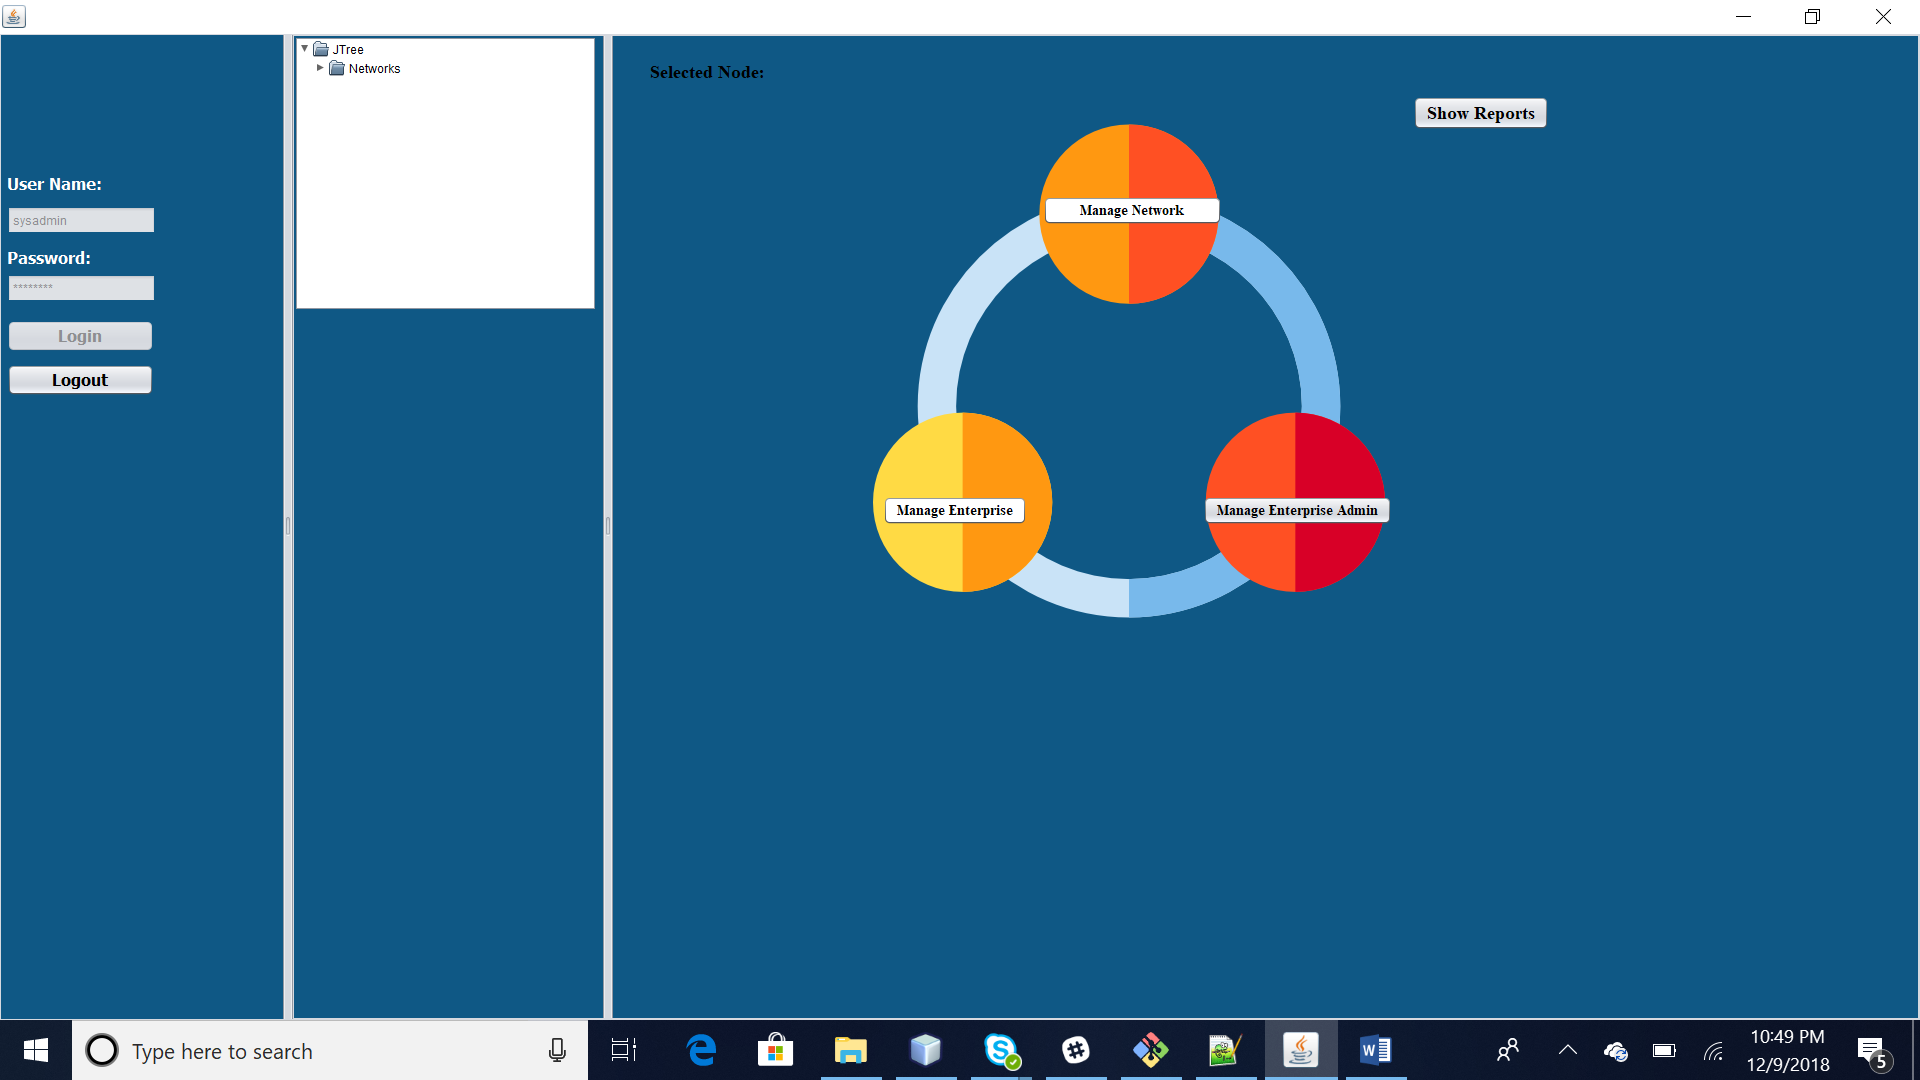 JTree
Networks
Selected Node:
Show Reports
User Name:
sysadmin
Password:
********
Login
Logout
Manage Network
Manage Enterprise
Manage Enterprise Admin
Type here to search
10:49 PM
12/9/2018
5